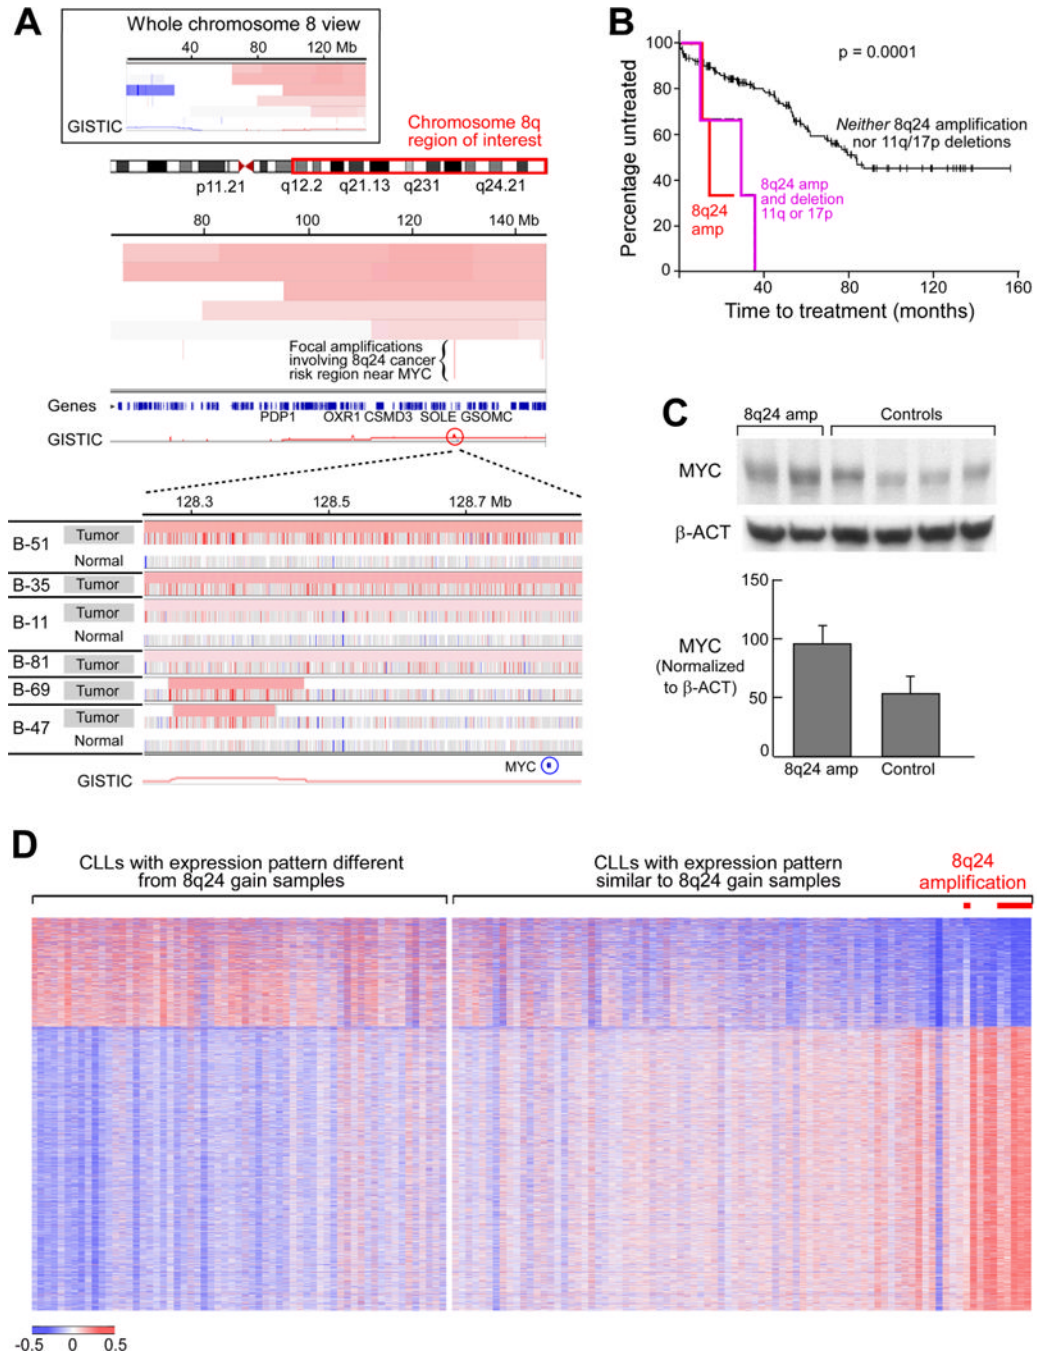 A
Whole chromosome 8 view
40 80 120 Mb
GISTIC
Chromosome 8q
region of interest
p11.21 q12.2 q21.13 q231 q24.21
80 100 120 140 Mb
Focal amplifications
involving 8q24 cancer
risk region near MYC
Genes
PDP1 OXR1 CSMD3 SOLE GSOMC
GISTIC
128.3 128.5 128.7 Mb
B-51 Tumor
Normal
B-35 Tumor
B-11 Tumor
Normal
B-81 Tumor
B-69 Tumor
B-47 Tumor
Normal
MYC
GISTIC
B
Percentage untreated
100
80
60
40
20
0
p = 0.0001
Neither 8q24 amplification
nor 11q/17p deletions
8q24 amp
and deletion
11q or 17p
8q24
amp
40 80 120 160
Time to treatment (months)
C
8q24 amp Controls
MYC
β-ACT
150
100
50
0
MYC
(Normalized
to β-ACT)
8q24 amp Control
D
CLLs with expression pattern different
from 8q24 gain samples
CLLs with expression pattern
similar to 8q24 gain samples
8q24
amplification
-0.5 0 0.5